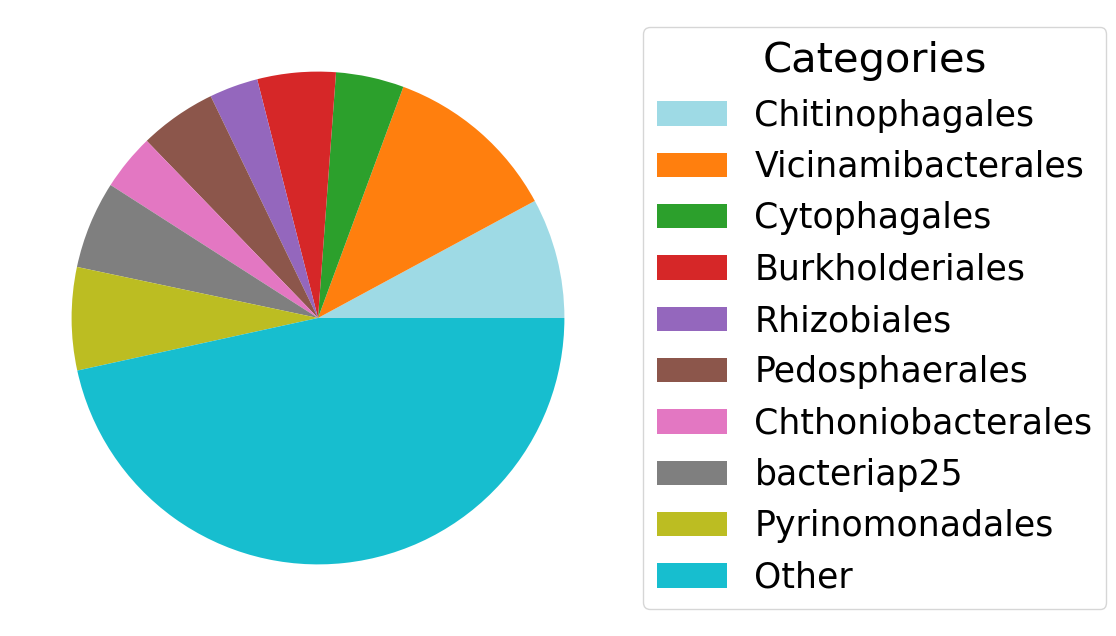 Categories
Chitinophagales
Vicinamibacterales
Cytophagales
Burkholderiales
Rhizobiales
Pedosphaerales
Chthoniobacterales
bacteriap25
Pyrinomonadales
Other